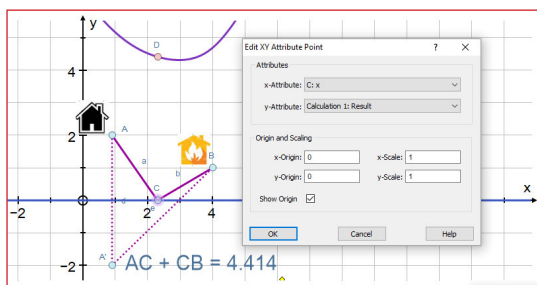 y
D
4
2
A
a
B
b
C
e
d
−2
2
4
A'
−2
AC + CB = 4.414
Edit XY Attribute Point ? ×
Attributes
x-Attribute: C: x
y-Attribute: Calculation 1: Result
Origin and Scaling
x-Origin: 0 x-Scale: 1
y-Origin: 0 y-Scale: 1
Show Origin
OK Cancel Help